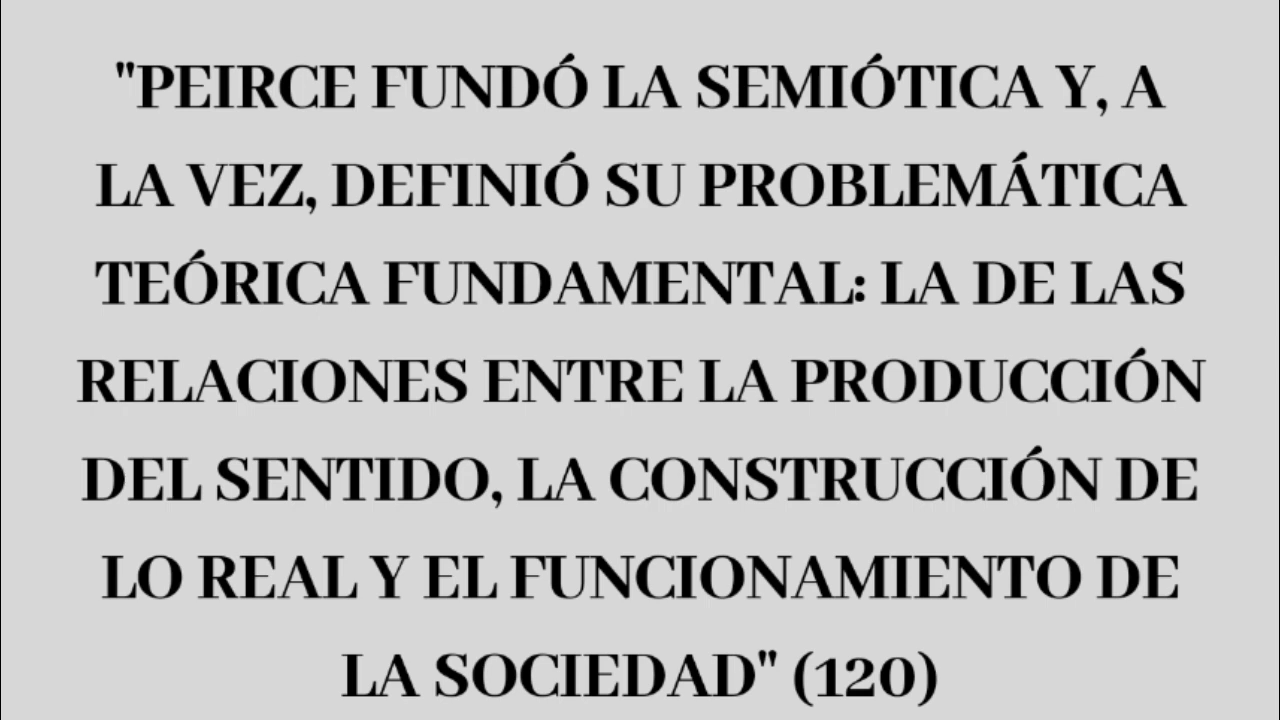 "PEIRCE FUNDÓ LA SEMIÓTICA Y, A
LA VEZ, DEFINIÓ SU PROBLEMÁTICA
TEÓRICA FUNDAMENTAL: LA DE LAS
RELACIONES ENTRE LA PRODUCCIÓN
DEL SENTIDO, LA CONSTRUCCIÓN DE
LO REAL Y EL FUNCIONAMIENTO DE
LA SOCIEDAD" (120)